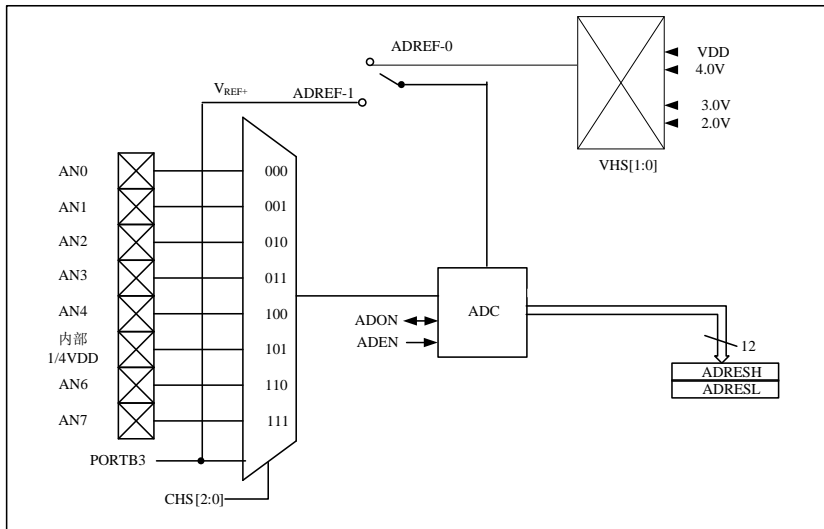 ADREF-0
VDD
4.0V
3.0V
2.0V
VHS[1:0]
VREF+
ADREF-1
AN0
000
AN1
001
AN2
010
AN3
011
AN4
100
内部
1/4VDD
101
AN6
110
AN7
111
PORTB3
CHS[2:0]
ADC
ADON
ADEN
12
ADRESH
ADRESL